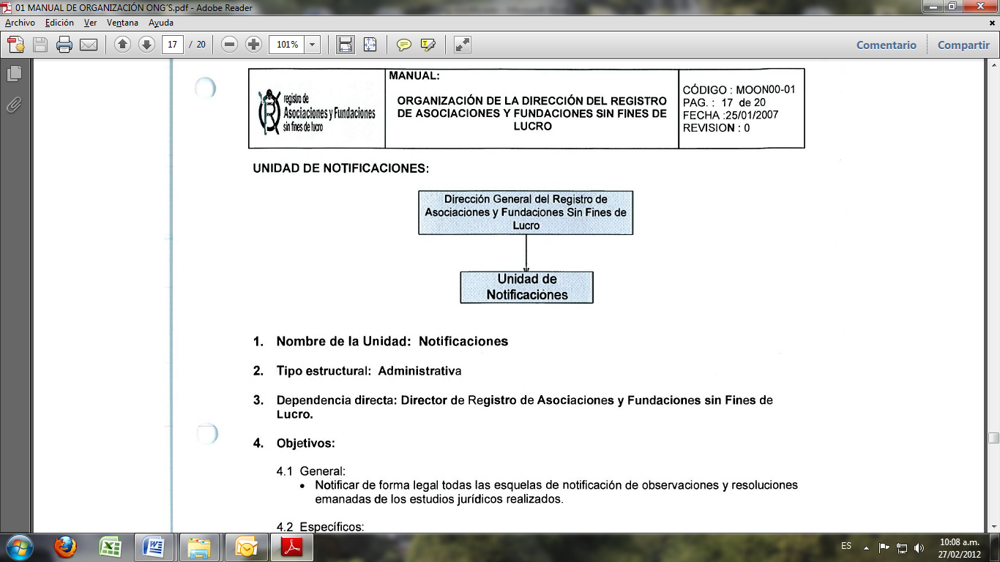 01 MANUAL DE ORGANIZACIÓN ONG´S.pdf - Adobe Reader
Archivo Edición Ver Ventana Ayuda
17 / 20 101% Comentario Compartir
registro de
Asociaciones y Fundaciones
sin fines de lucro
MANUAL:
ORGANIZACIÓN DE LA DIRECCIÓN DEL REGISTRO
DE ASOCIACIONES Y FUNDACIONES SIN FINES DE
LUCRO
CÓDIGO : MOON00-01
PAG. : 17 de 20
FECHA :25/01/2007
REVISION : 0
UNIDAD DE NOTIFICACIONES:
Dirección General del Registro de
Asociaciones y Fundaciones Sin Fines de
Lucro
Unidad de
Notificaciones
1. Nombre de la Unidad: Notificaciones
2. Tipo estructural: Administrativa
3. Dependencia directa: Director de Registro de Asociaciones y Fundaciones sin Fines de
Lucro.
4. Objetivos:
4.1 General:
• Notificar de forma legal todas las esquelas de notificación de observaciones y resoluciones
emanadas de los estudios jurídicos realizados.
4.2 Específicos:
ES
10:08 a.m.
27/02/2012